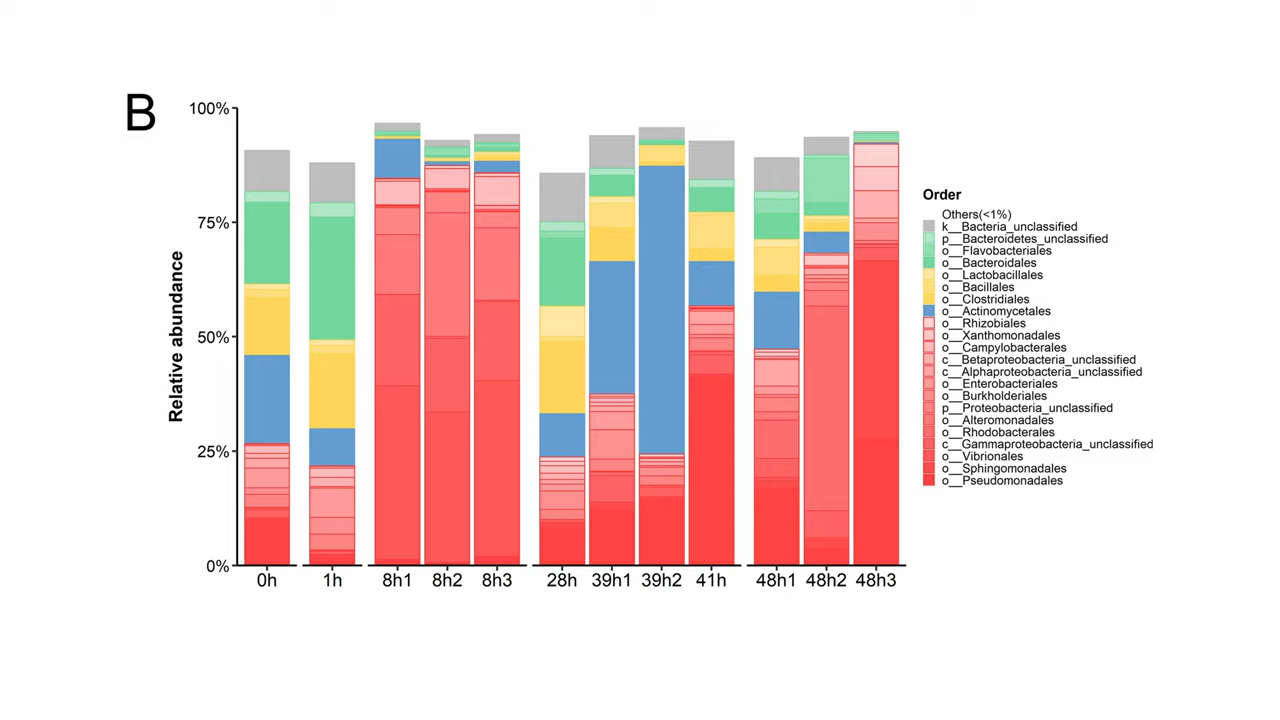 B
Relative abundance
100%
75%
50%
25%
0%
0h 1h 8h1 8h2 8h3 28h 39h1 39h2 41h 48h1 48h2 48h3
Order
Others(<1%)
k__Bacteria_unclassified
p__Bacteroidetes_unclassified
o__Flavobacteriales
o__Bacteroidales
o__Lactobacillales
o__Bacillales
o__Clostridiales
o__Actinomycetales
o__Rhizobiales
o__Xanthomonadales
o__Campylobacterales
c__Betaproteobacteria_unclassified
c__Alphaproteobacteria_unclassified
o__Enterobacteriales
o__Burkholderiales
p__Proteobacteria_unclassified
o__Alteromonadales
o__Rhodobacterales
c__Gammaproteobacteria_unclassified
o__Vibrionales
o__Sphingomonadales
o__Pseudomonadales